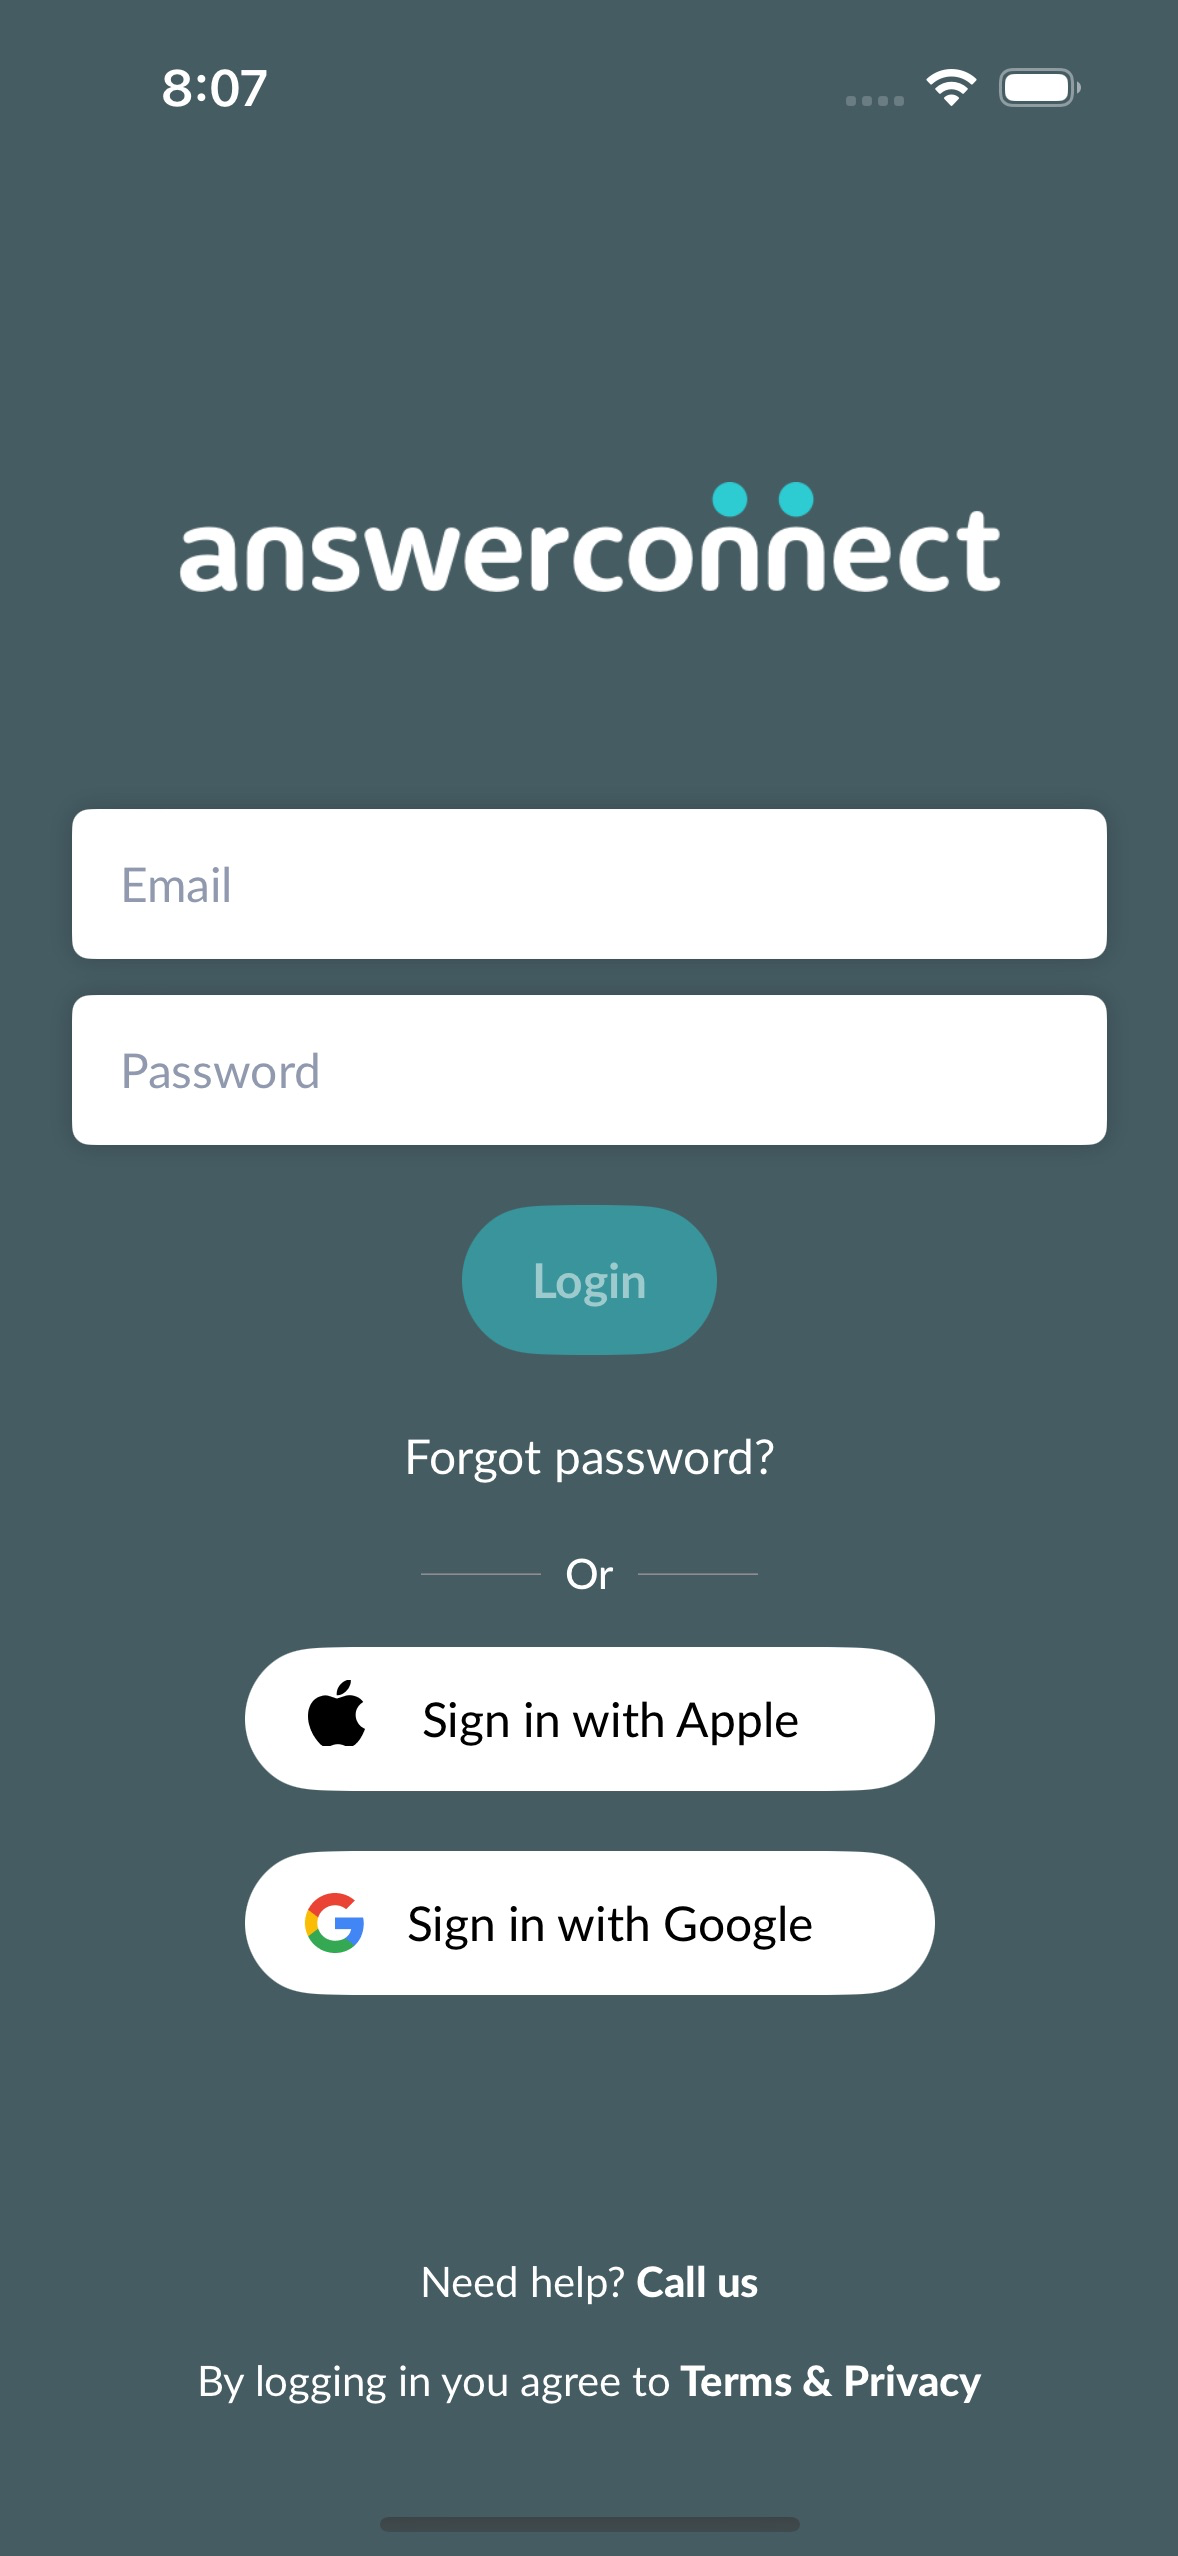 8:07
answerconnect
Email
Password
Login
Forgot password?
Or
Sign in with Apple
Sign in with Google
Need help? Call us
By logging in you agree to Terms & Privacy